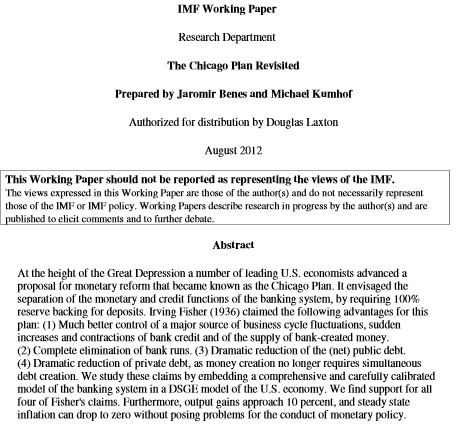 IMF Working Paper
Research Department
The Chicago Plan Revisited
Prepared by Jaromir Benes and Michael Kumhof
Authorized for distribution by Douglas Laxton
August 2012
This Working Paper should not be reported as representing the views of the IMF.
The views expressed in this Working Paper are those of the author(s) and do not necessarily represent
those of the IMF or IMF policy. Working Papers describe research in progress by the author(s) and are
published to elicit comments and to further debate.
Abstract
At the height of the Great Depression a number of leading U.S. economists advanced a
proposal for monetary reform that became known as the Chicago Plan. It envisaged the
separation of the monetary and credit functions of the banking system, by requiring 100%
reserve backing for deposits. Irving Fisher (1936) claimed the following advantages for this
plan: (1) Much better control of a major source of business cycle fluctuations, sudden
increases and contractions of bank credit and of the supply of bank-created money.
(2) Complete elimination of bank runs. (3) Dramatic reduction of the (net) public debt.
(4) Dramatic reduction of private debt, as money creation no longer requires simultaneous
debt creation. We study these claims by embedding a comprehensive and carefully calibrated
model of the banking system in a DSGE model of the U.S. economy. We find support for all
four of Fisher's claims. Furthermore, output gains approach 10 percent, and steady state
inflation can drop to zero without posing problems for the conduct of monetary policy.